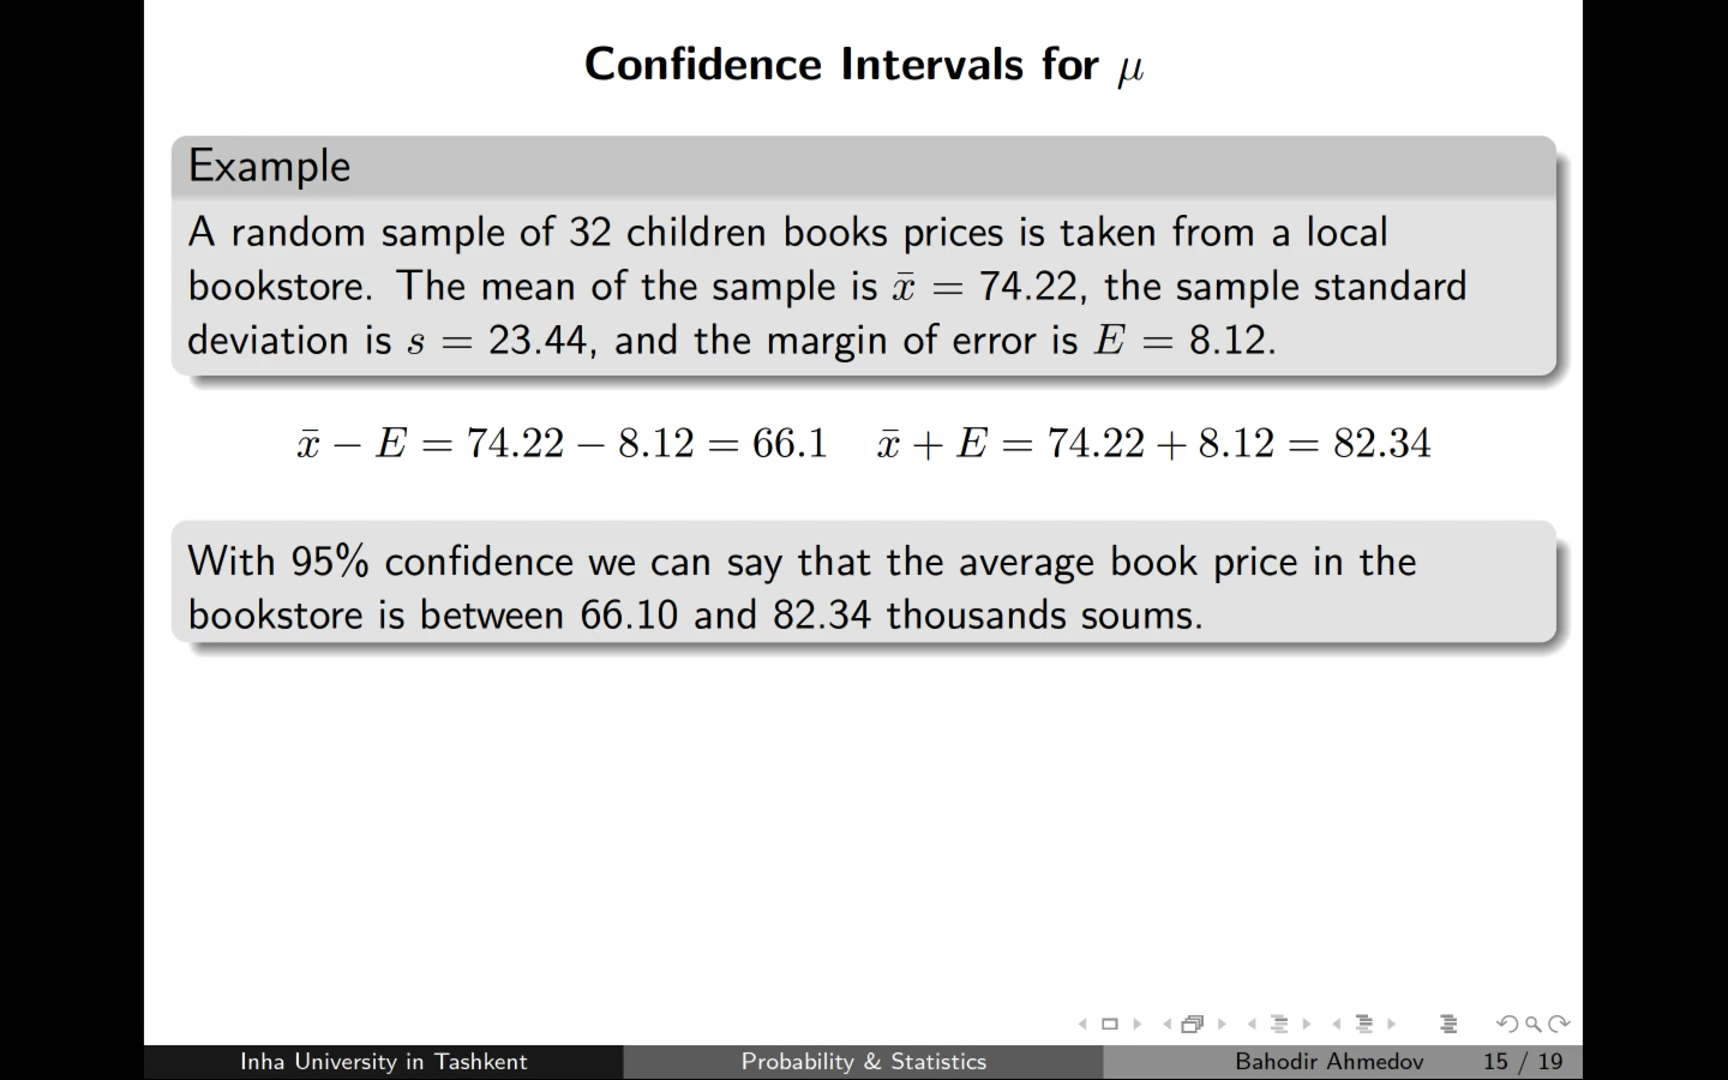 Confidence Intervals for μ
Example
A random sample of 32 children books prices is taken from a local
bookstore. The mean of the sample is x̄ = 74.22, the sample standard
deviation is s = 23.44, and the margin of error is E = 8.12.
x̄ − E = 74.22 − 8.12 = 66.1 x̄ + E = 74.22 + 8.12 = 82.34
With 95% confidence we can say that the average book price in the
bookstore is between 66.10 and 82.34 thousands soums.
Inha University in Tashkent Probability & Statistics Bahodir Ahmedov 15 / 19